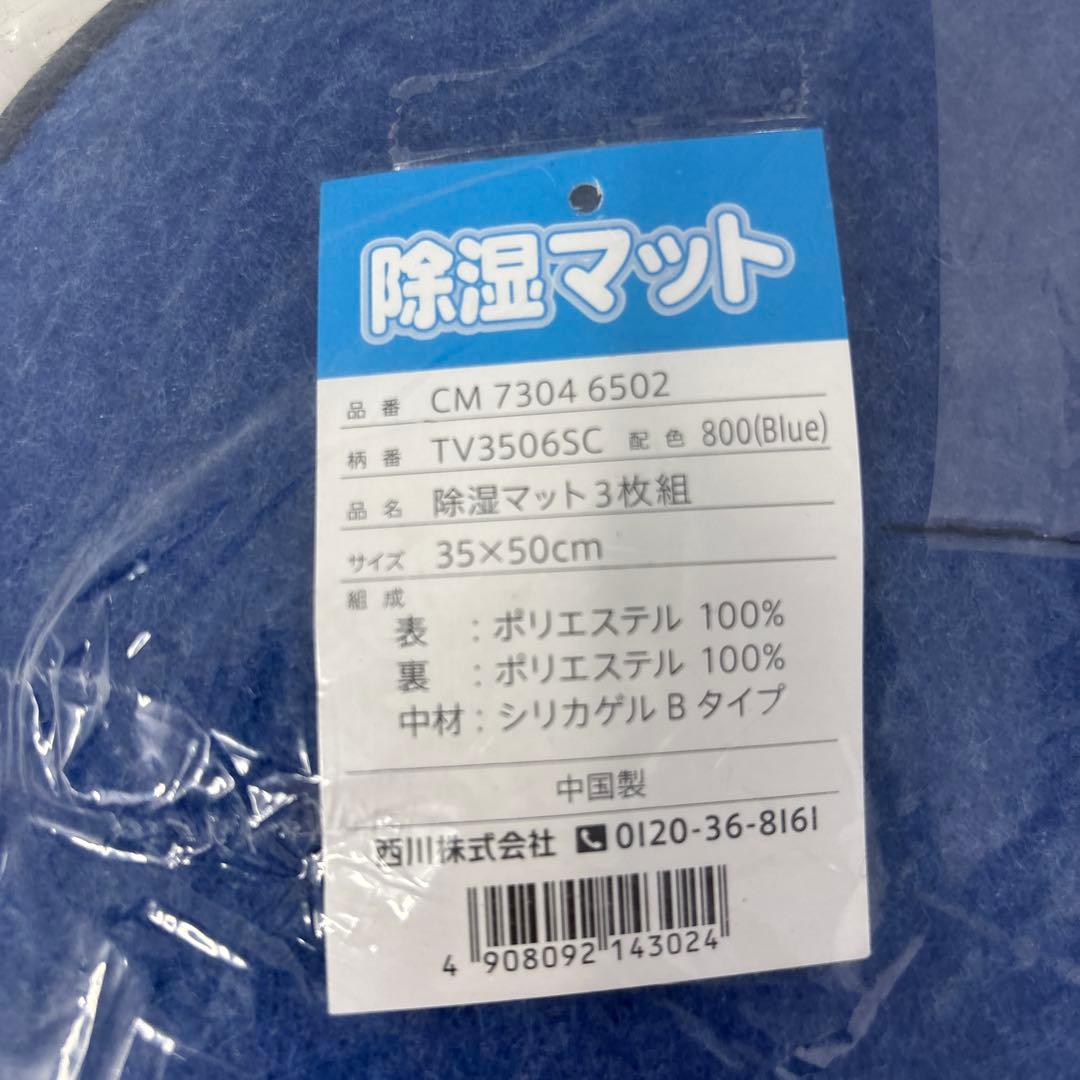 除湿マット
品番 CM 7304 6502
柄番 TV3506SC 配色 800(Blue)
品名 除湿マット3枚組
サイズ 35×50cm
組成
表 : ポリエステル 100%
裏 : ポリエステル 100%
中材 : シリカゲル B タイプ
中国製
西川株式会社 0120-36-8161
4 908092 143024